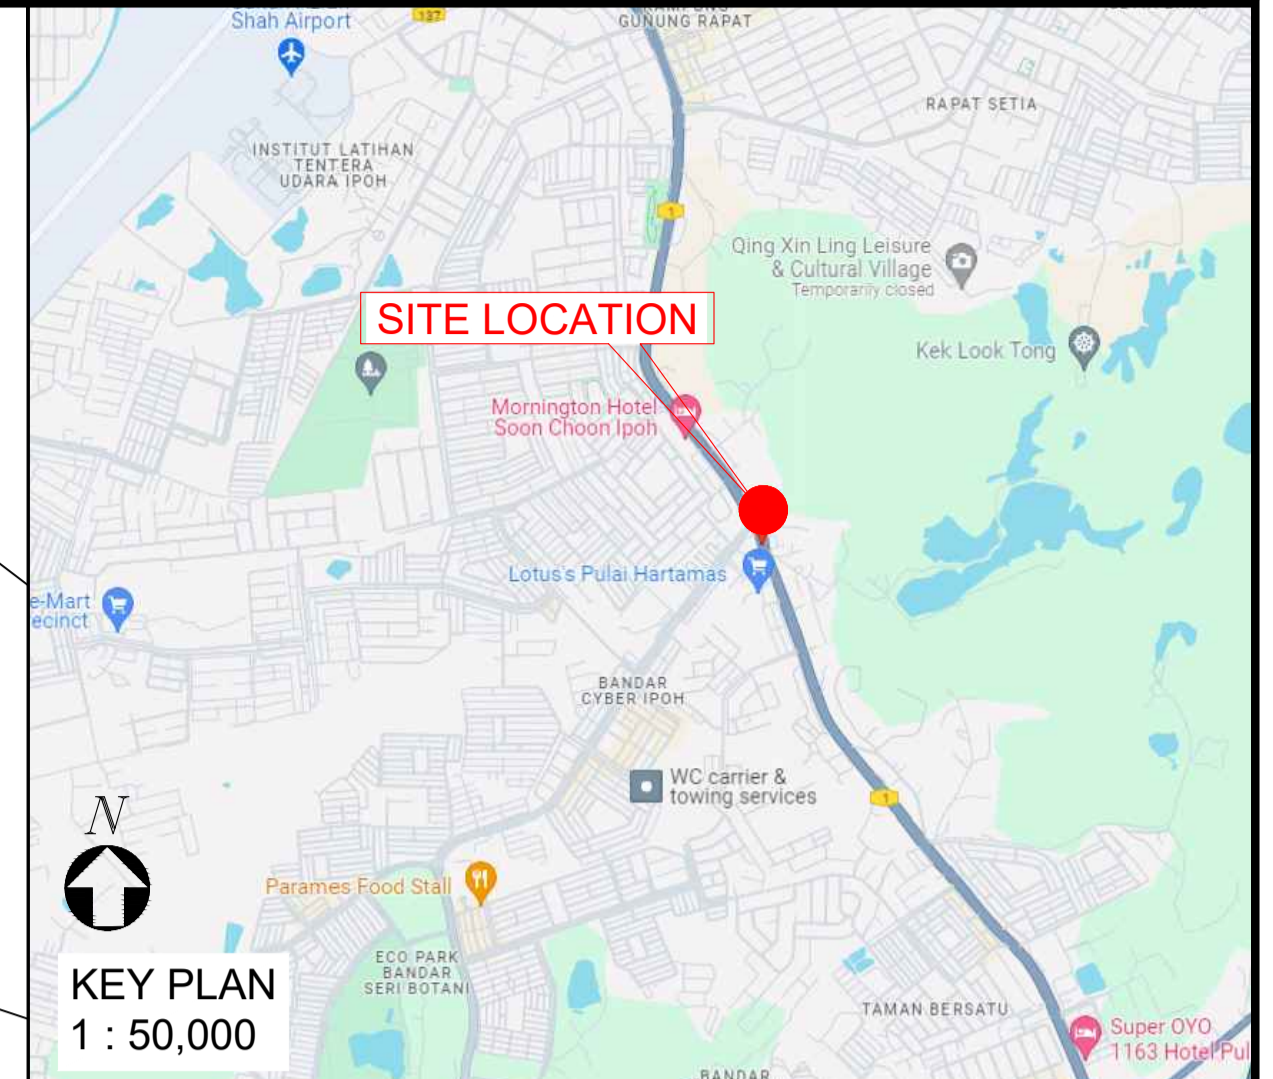 Shah Airport
137
GUNUNG RAPAT
RAPAT SETIA
INSTITUT LATIHAN
TENTERA
UDARA IPOH
1
Qing Xin Ling Leisure
& Cultural Village
Temporarily closed
SITE LOCATION
Kek Look Tong
Mornington Hotel
Soon Choon Ipoh
Lotus's Pulai Hartamas
e-Mart
ecinct
BANDAR
CYBER IPOH
WC carrier &
towing services
1
N
Parames Food Stall
ECO PARK
BANDAR
SERI BOTANI
KEY PLAN
1 : 50,000
TAMAN BERSATU
Super OYO
1163 Hotel Pul
BANDAR